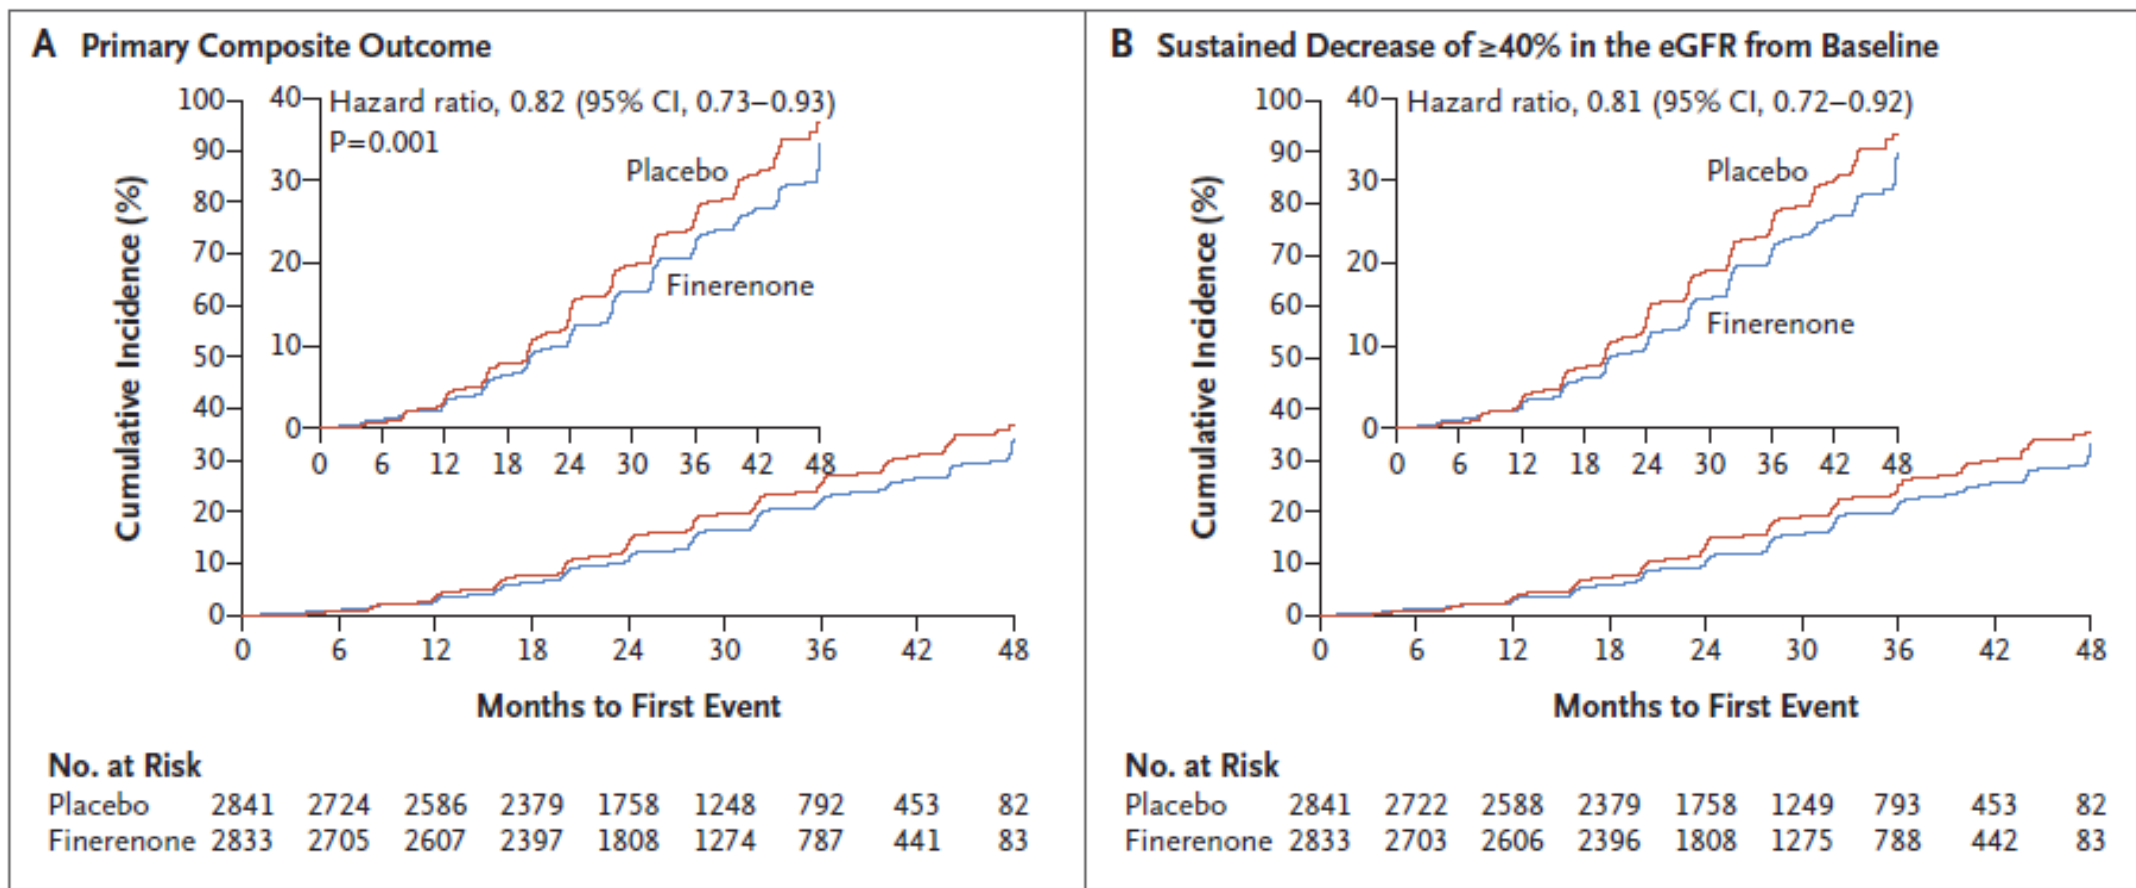 A Primary Composite Outcome
Cumulative Incidence (%)
100
90
80
70
60
50
40
30
20
10
0
40
30
20
10
0
Hazard ratio, 0.82 (95% CI, 0.73–0.93)
P=0.001
Placebo
Finerenone
0 6 12 18 24 30 36 42 48
0 6 12 18 24 30 36 42 48
Months to First Event
No. at Risk
Placebo 2841 2724 2586 2379 1758 1248 792 453 82
Finerenone 2833 2705 2607 2397 1808 1274 787 441 83
B Sustained Decrease of ≥40% in the eGFR from Baseline
Cumulative Incidence (%)
100
90
80
70
60
50
40
30
20
10
0
40
30
20
10
0
Hazard ratio, 0.81 (95% CI, 0.72–0.92)
Placebo
Finerenone
0 6 12 18 24 30 36 42 48
0 6 12 18 24 30 36 42 48
Months to First Event
No. at Risk
Placebo 2841 2722 2588 2379 1758 1249 793 453 82
Finerenone 2833 2703 2606 2396 1808 1275 788 442 83